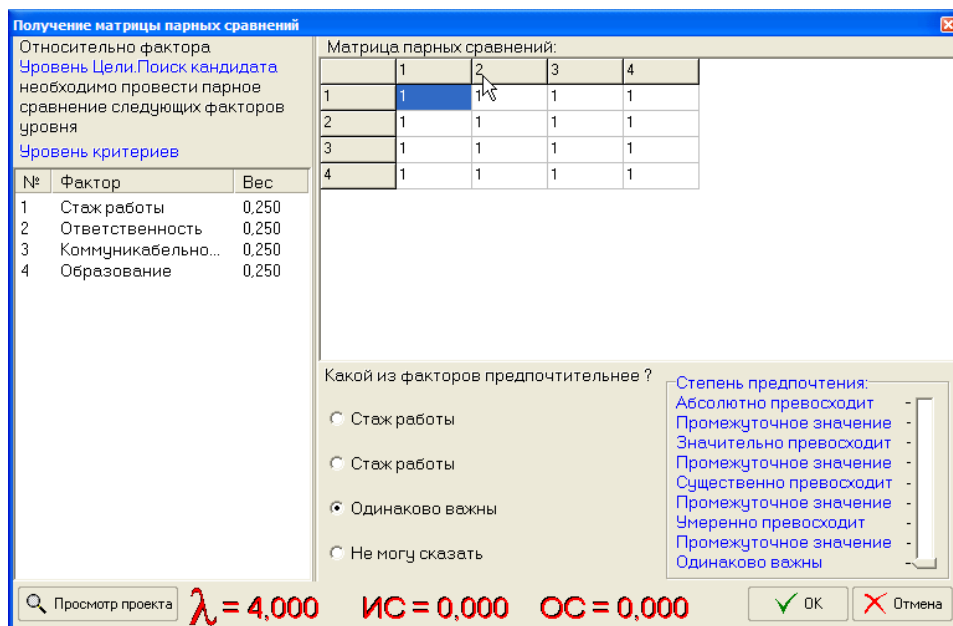 Получение матрицы парных сравнений
Относительно фактора
Уровень Цели.Поиск кандидата
необходимо провести парное
сравнение следующих факторов
уровня
Уровень критериев
№ Фактор Вес
1 Стаж работы 0,250
2 Ответственность 0,250
3 Коммуникабельно... 0,250
4 Образование 0,250
Матрица парных сравнений:
1 2 3 4
1 1 1 1 1
2 1 1 1 1
3 1 1 1 1
4 1 1 1 1
Какой из факторов предпочтительнее ?
Стаж работы
Стаж работы
Одинаково важны
Не могу сказать
Степень предпочтения:
Абсолютно превосходит -
Промежуточное значение -
Значительно превосходит -
Промежуточное значение -
Существенно превосходит -
Промежуточное значение -
Умеренно превосходит -
Промежуточное значение -
Одинаково важны -
Просмотр проекта
λ = 4,000 ИС = 0,000 ОС = 0,000
OK
Отмена